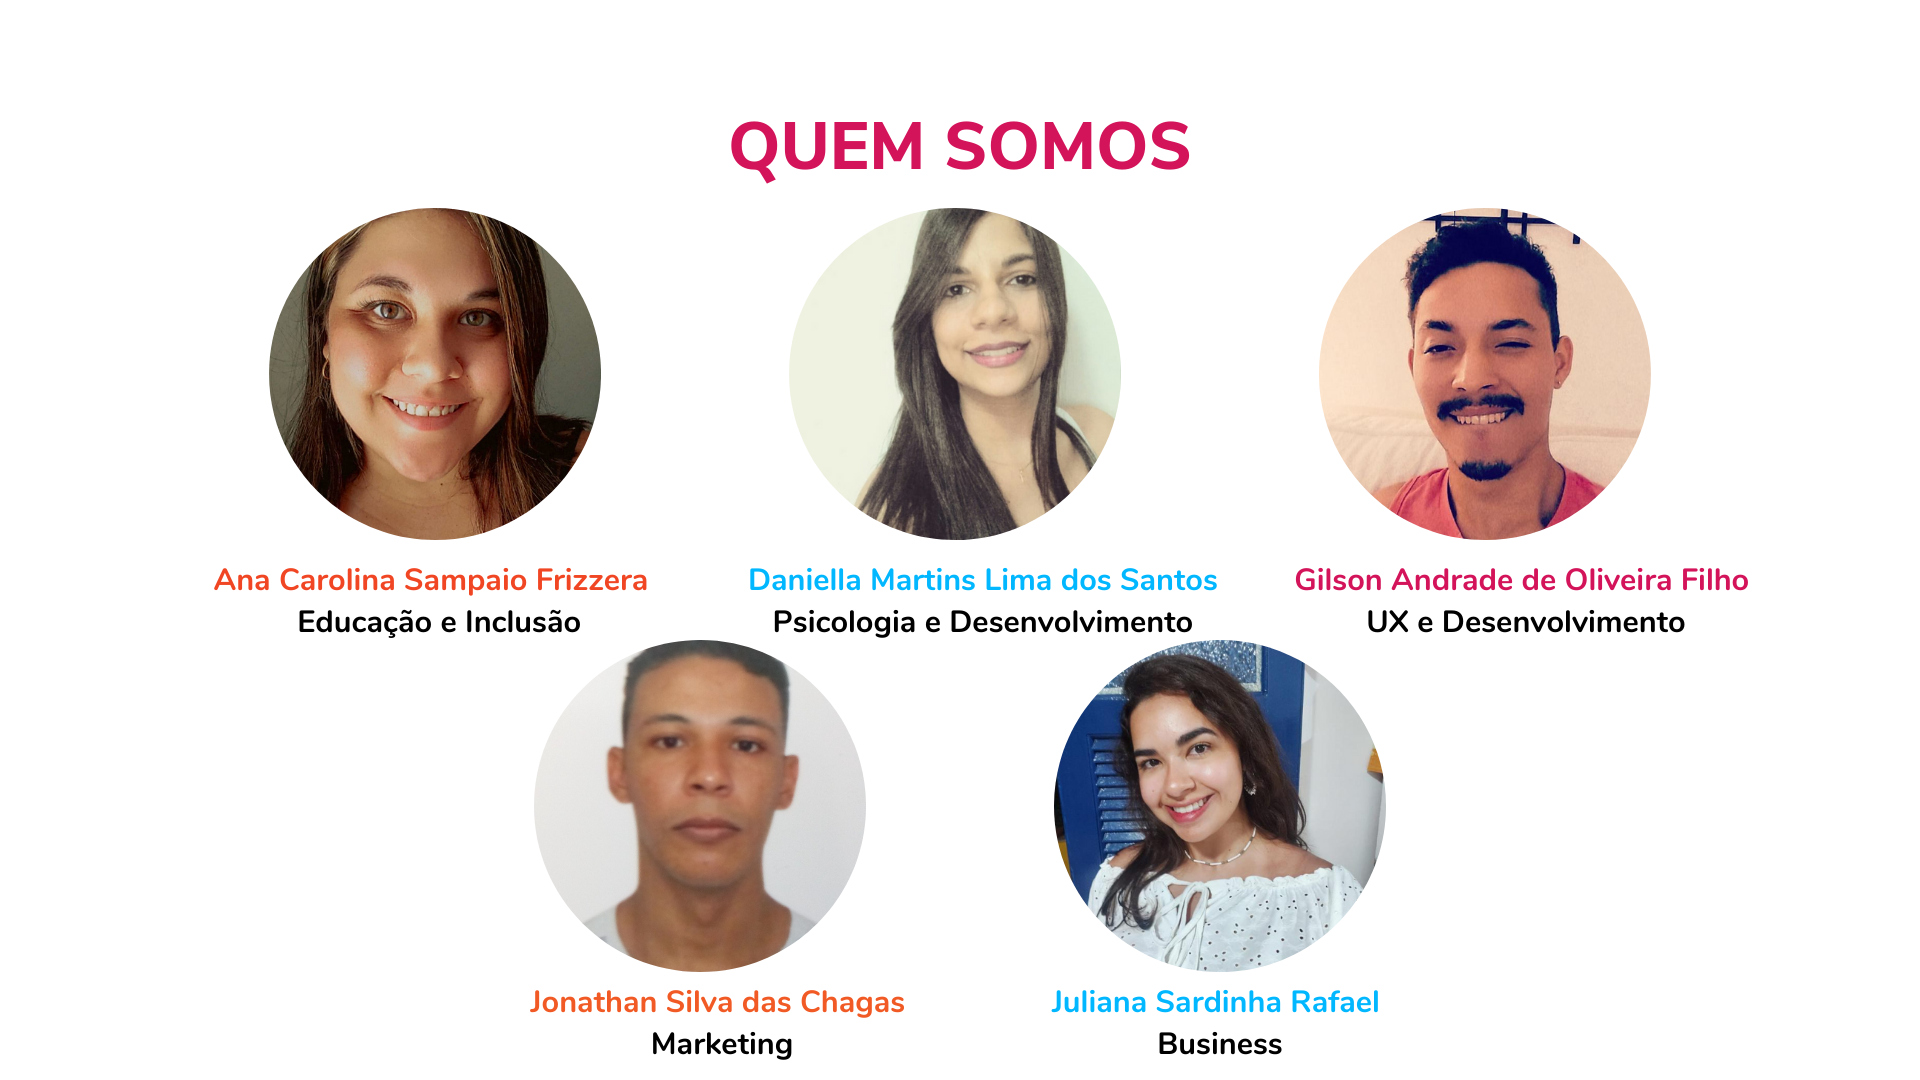 QUEM SOMOS
Ana Carolina Sampaio Frizzera
Educação e Inclusão
Daniella Martins Lima dos Santos
Psicologia e Desenvolvimento
Gilson Andrade de Oliveira Filho
UX e Desenvolvimento
Jonathan Silva das Chagas
Marketing
Juliana Sardinha Rafael
Business